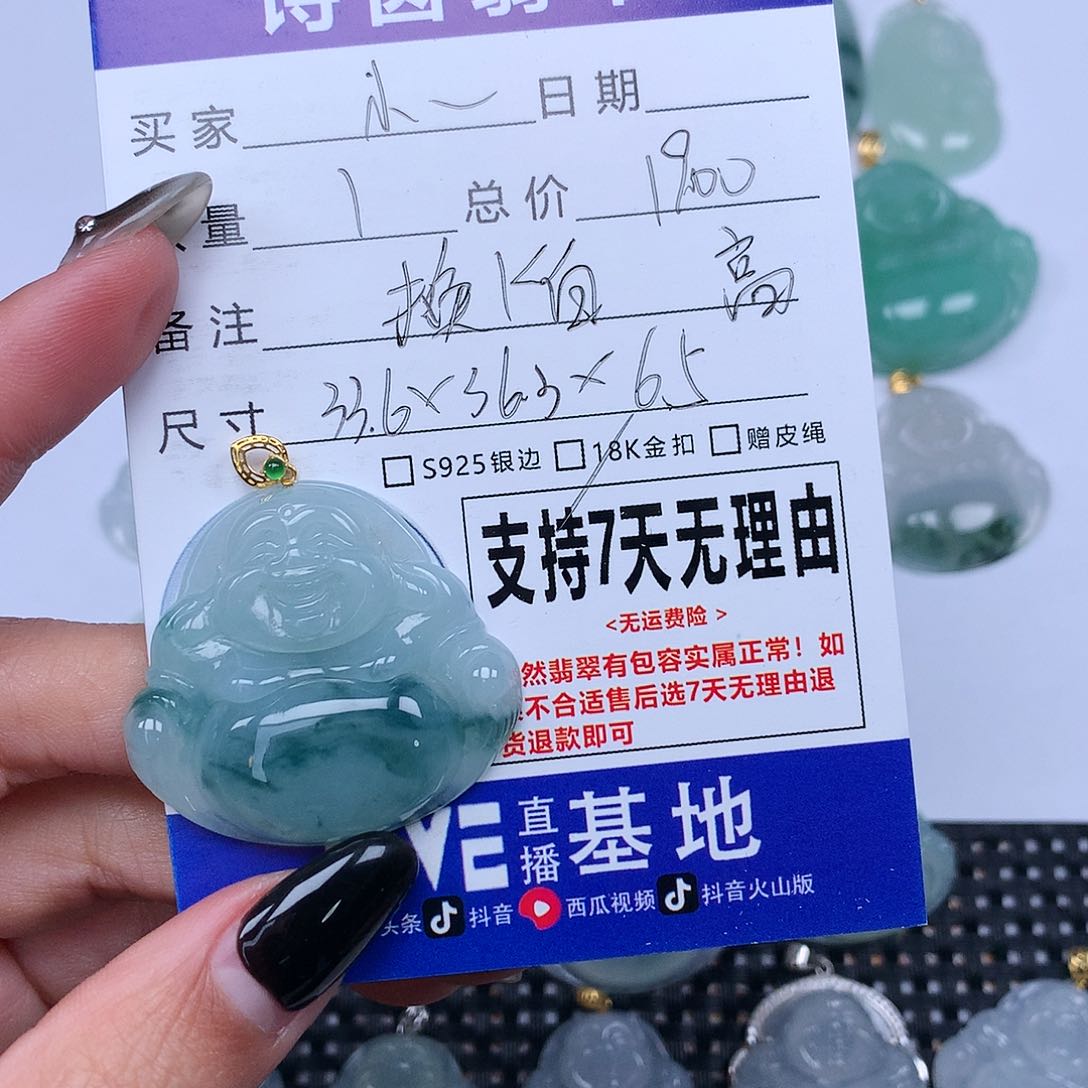 买家 日期
量 1 总价 1900
备注 换 值 高
尺寸 33.6×36.3×6.5
S925银边 18K金扣 赠皮绳
支持7天无理由
<无运费险>
然翡翠有包容实属正常！如
不合适售后选7天无理由退
货退款即可
VE 直播 基地
头条 抖音 西瓜视频 抖音火山版